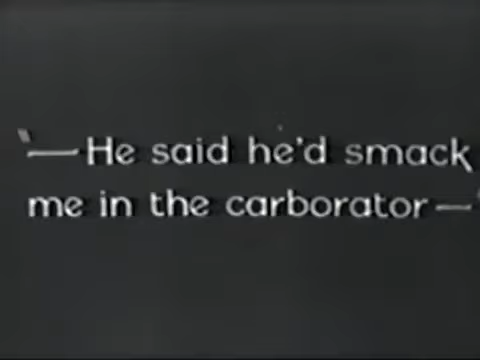 "—He said he'd smack
me in the carborator—"